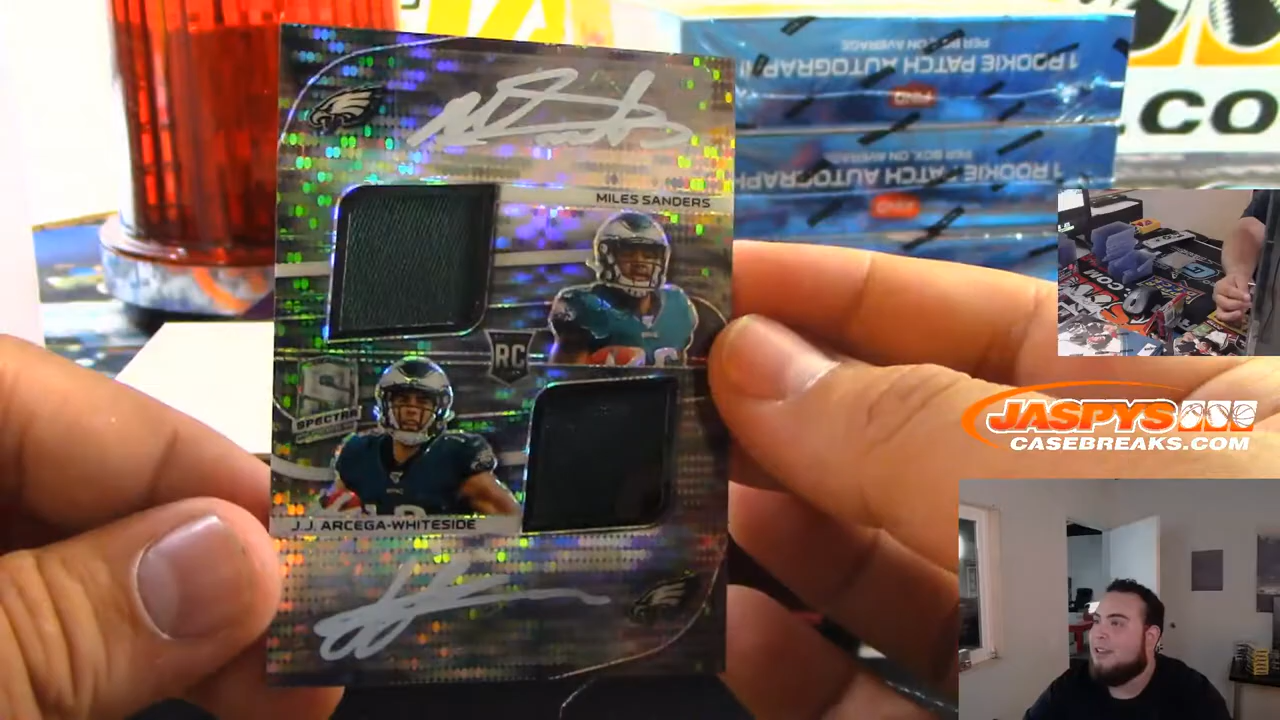 1 ROOKIE PATCH AUTOGRAPH
PER BOX, ON AVERAGE
1 ROOKIE PATCH AUTOGRAPH
PER BOX, ON AVERAGE
.CO
MILES SANDERS
RC
SPECTRA
J.J. ARCEGA-WHITESIDE
JASPYS
CASEBREAKS.COM